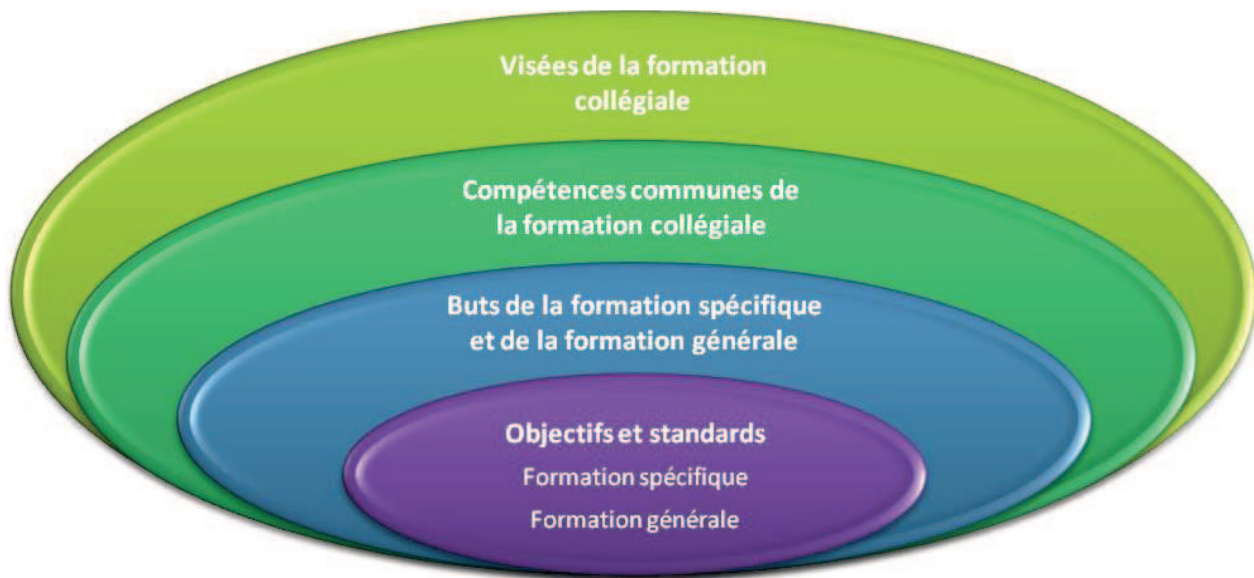 Visées de la formation
collégiale
Compétences communes de
la formation collégiale
Buts de la formation spécifique
et de la formation générale
Objectifs et standards
Formation spécifique
Formation générale